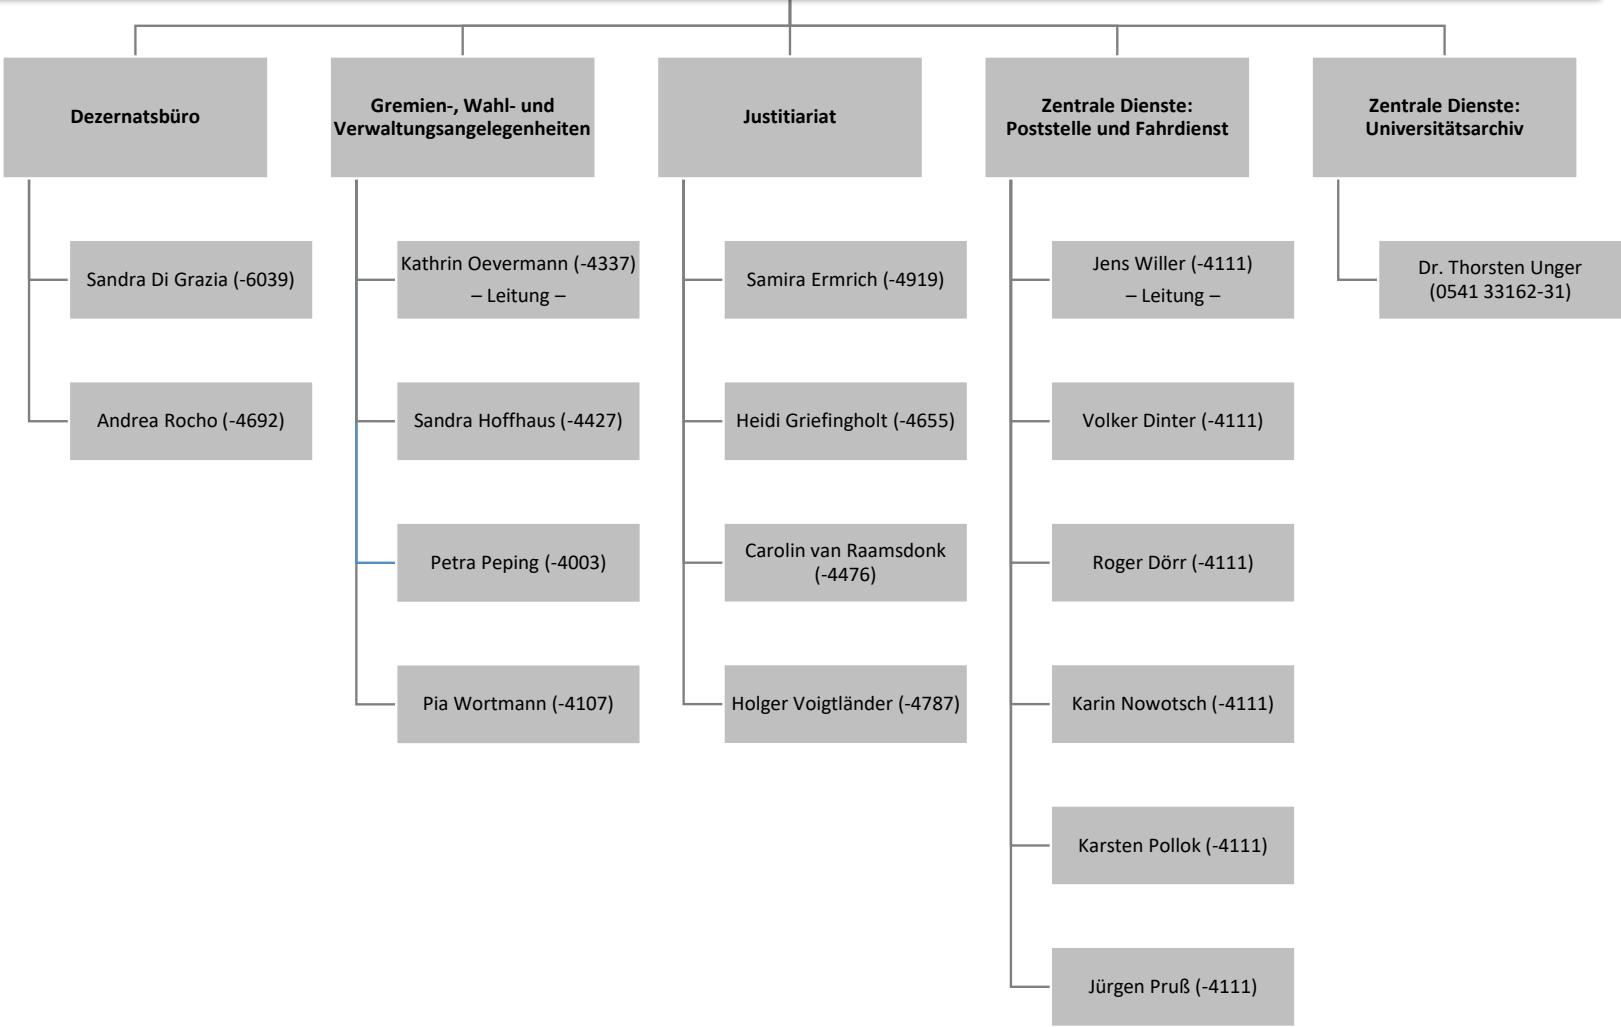 Dezernatsbüro
Sandra Di Grazia (-6039)
Andrea Rocho (-4692)
Gremien-, Wahl- und
Verwaltungsangelegenheiten
Kathrin Oevermann (-4337)
– Leitung –
Sandra Hoffhaus (-4427)
Petra Peping (-4003)
Pia Wortmann (-4107)
Justitiariat
Samira Ermrich (-4919)
Heidi Griefingholt (-4655)
Carolin van Raamsdonk
(-4476)
Holger Voigtländer (-4787)
Zentrale Dienste:
Poststelle und Fahrdienst
Jens Willer (-4111)
– Leitung –
Volker Dinter (-4111)
Roger Dörr (-4111)
Karin Nowotsch (-4111)
Karsten Pollok (-4111)
Jürgen Pruß (-4111)
Zentrale Dienste:
Universitätsarchiv
Dr. Thorsten Unger
(0541 33162-31)